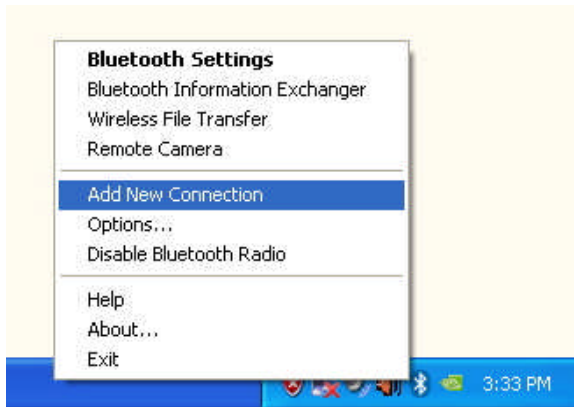 Bluetooth Settings
Bluetooth Information Exchanger
Wireless File Transfer
Remote Camera
Add New Connection
Options...
Disable Bluetooth Radio
Help
About...
Exit
3:33 PM